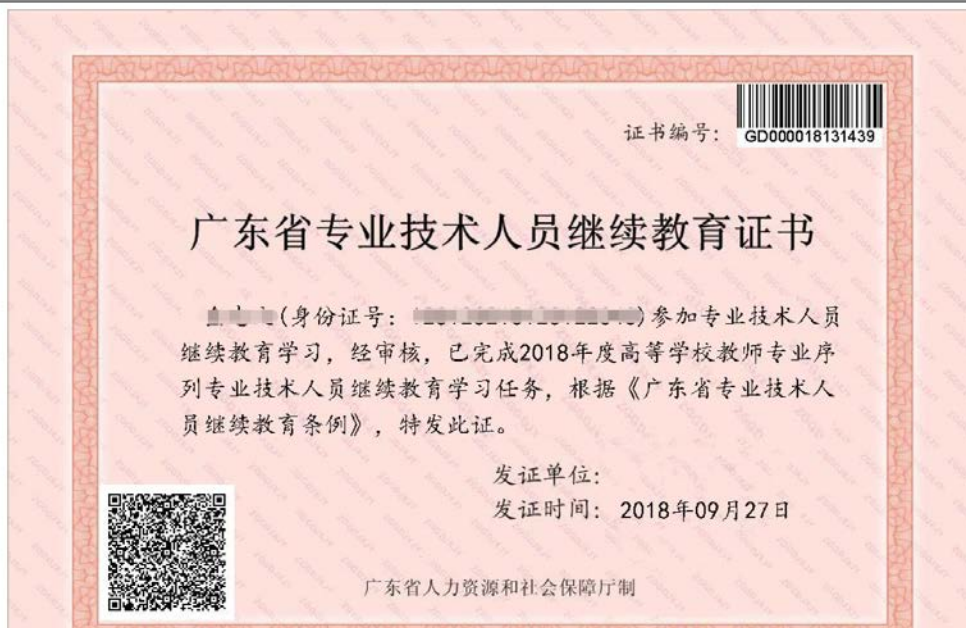 证书编号:
GD000018131439
广东省专业技术人员继续教育证书
(身份证号: )参加专业技术人员
继续教育学习, 经审核, 已完成2018年度高等学校教师专业序
列专业技术人员继续教育学习任务, 根据《广东省专业技术人
员继续教育条例》, 特发此证。
发证单位:
发证时间: 2018年09月27日
广东省人力资源和社会保障厅制